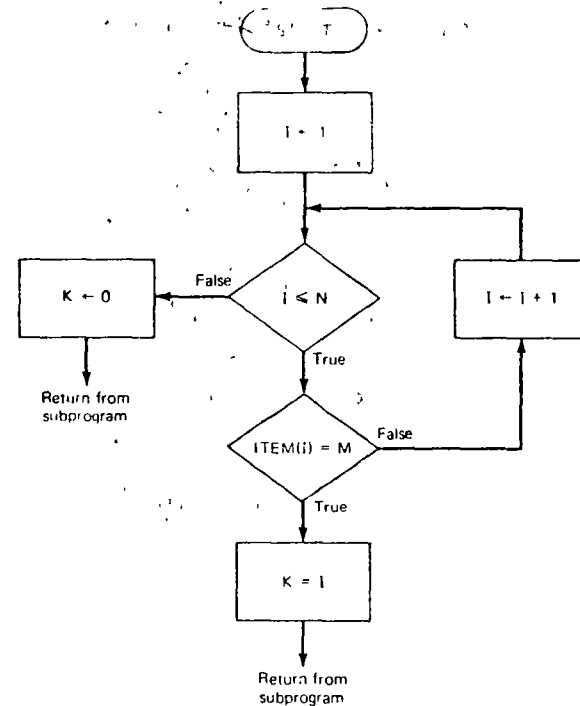 I ← 1
i ≤ N
False
K ← 0
I ← I + 1
True
Return from
subprogram
ITEM(i) = M
False
True
K = I
Return from
subprogram